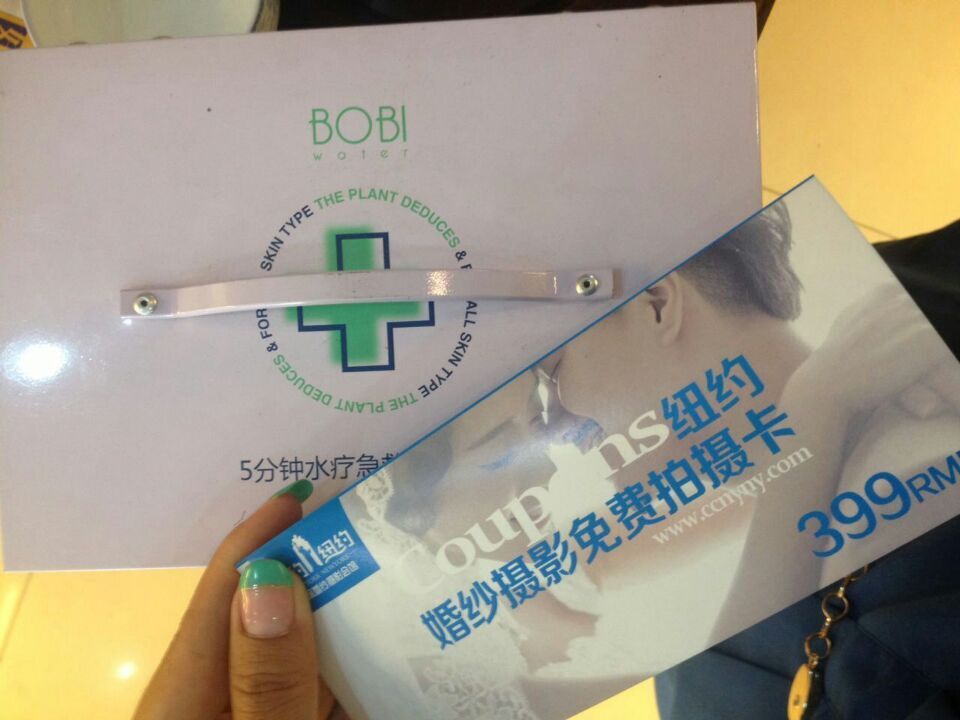 BOBI
water
SKIN TYPE THE PLANT DEDUCES &
ALL SKIN TYPE THE PLANT DEDUCES & FOR
5分钟水疗急救
Coupons纽约
婚纱摄影免费拍摄卡
www.ccnyny.com
399RM
纽约